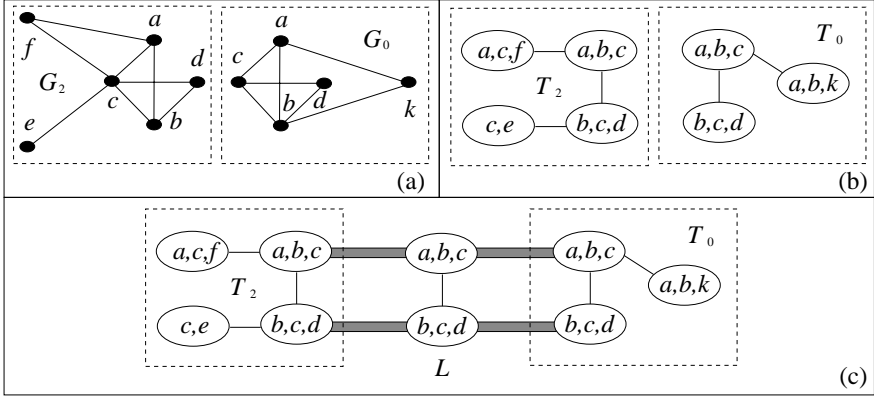 f
a
d
G₂
c
e
b
a
G₀
c
b
d
k
(a)
a,c,f
a,b,c
T₂
c,e
b,c,d
a,b,c
T₀
a,b,k
b,c,d
(b)
a,c,f
a,b,c
a,b,c
a,b,c
T₀
T₂
a,b,k
c,e
b,c,d
b,c,d
b,c,d
L
(c)